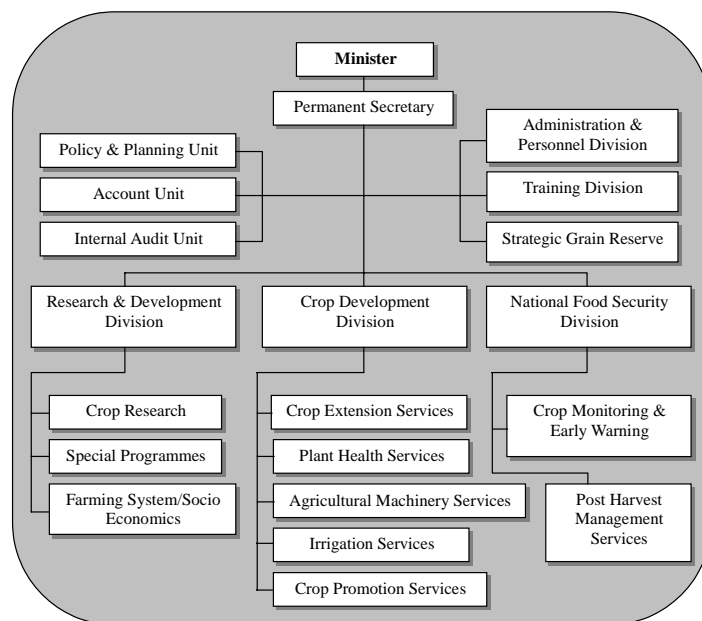 Minister
Permanent Secretary
Policy & Planning Unit
Account Unit
Internal Audit Unit
Administration &
Personnel Division
Training Division
Strategic Grain Reserve
Research & Development
Division
Crop Development
Division
National Food Security
Division
Crop Research
Special Programmes
Farming System/Socio
Economics
Crop Extension Services
Plant Health Services
Agricultural Machinery Services
Irrigation Services
Crop Promotion Services
Crop Monitoring &
Early Warning
Post Harvest
Management
Services